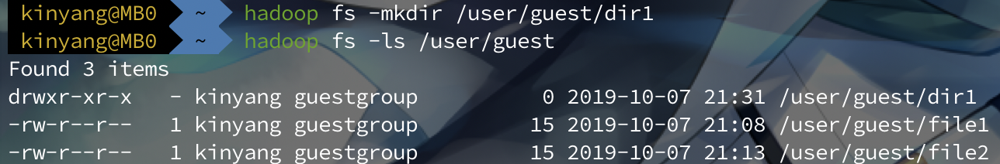 kinyang@MB0 ~ hadoop fs -mkdir /user/guest/dir1
kinyang@MB0 ~ hadoop fs -ls /user/guest
Found 3 items
drwxr-xr-x   - kinyang guestgroup          0 2019-10-07 21:31 /user/guest/dir1
-rw-r--r--   1 kinyang guestgroup         15 2019-10-07 21:08 /user/guest/file1
-rw-r--r--   1 kinyang guestgroup         15 2019-10-07 21:13 /user/guest/file2